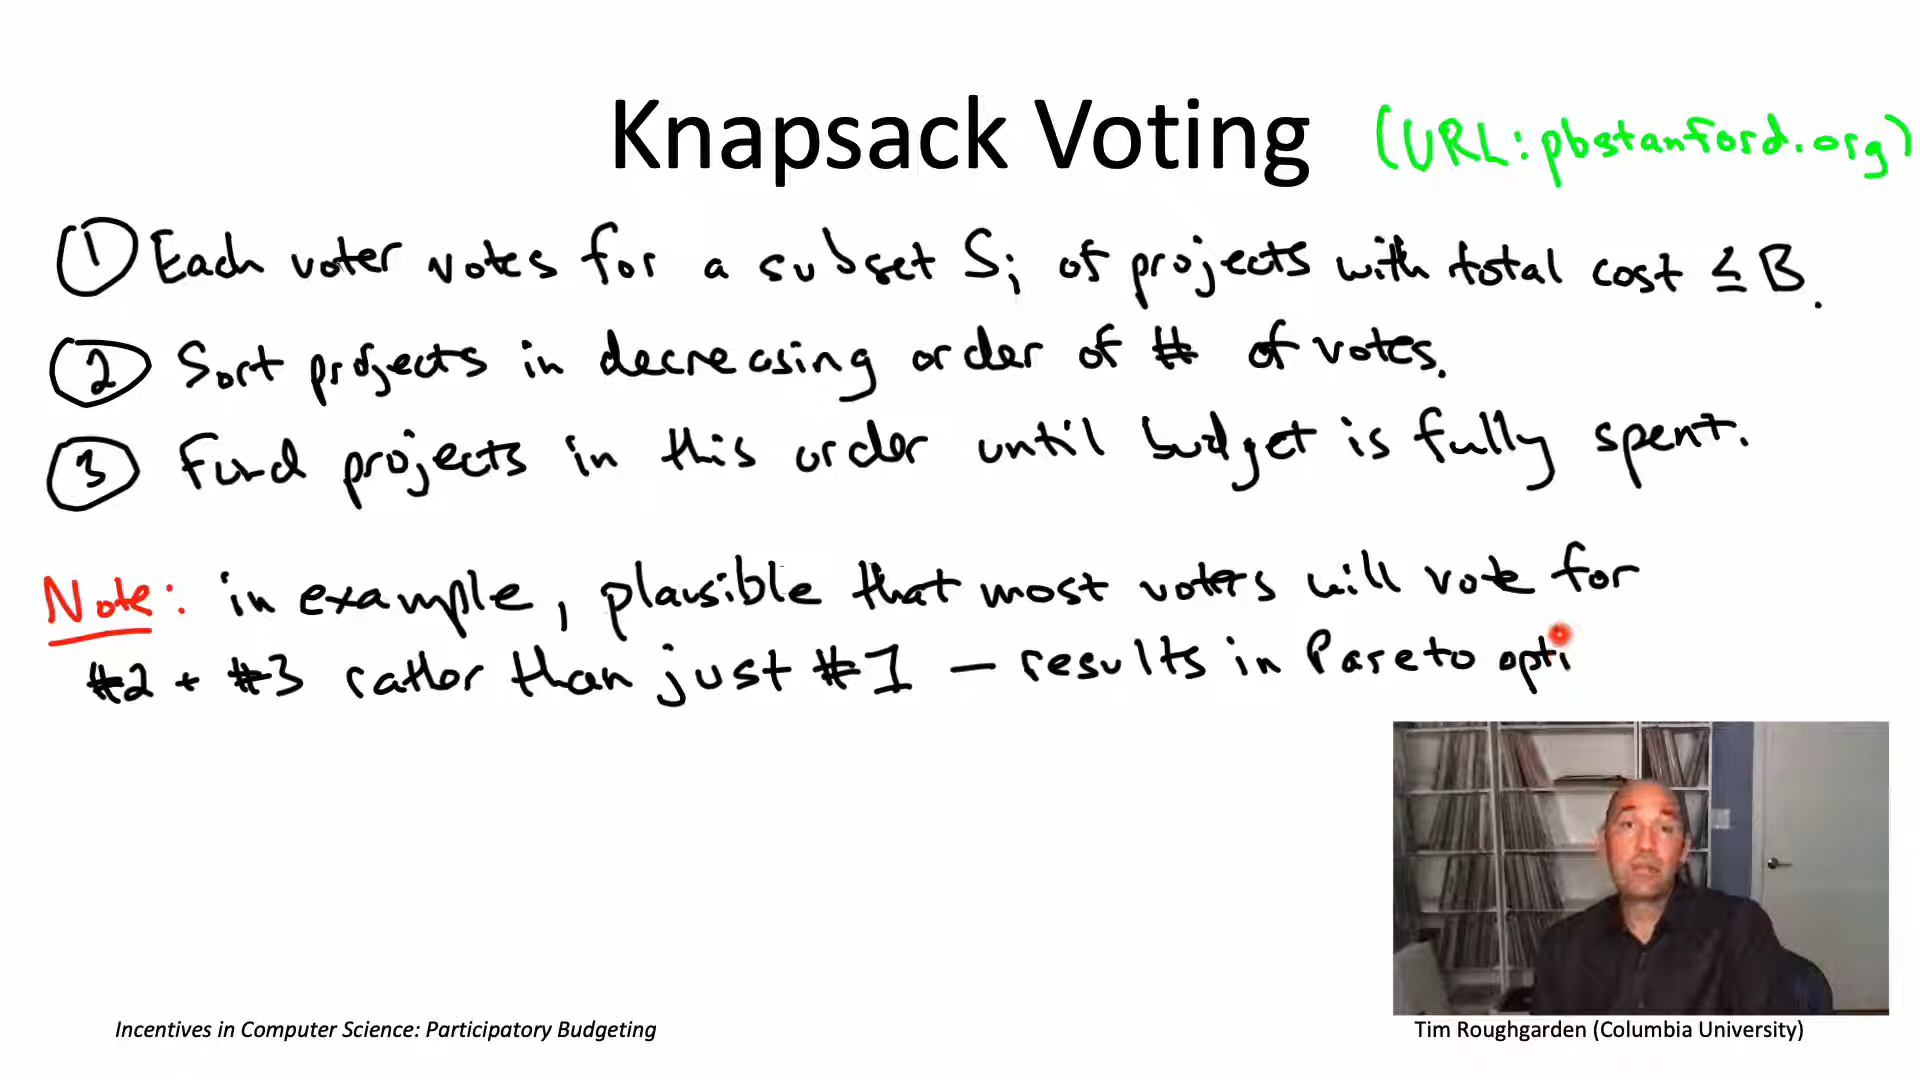 Knapsack Voting (URL: pbstanford.org)
1 Each voter votes for a subset Si of projects with total cost ≤ B.
2 Sort projects in decreasing order of # of votes.
3 Fund projects in this order until budget is fully spent.
Note: in example, plausible that most voters will vote for
#2 + #3 rather than just #1 — results in Pareto opti
Incentives in Computer Science: Participatory Budgeting
Tim Roughgarden (Columbia University)